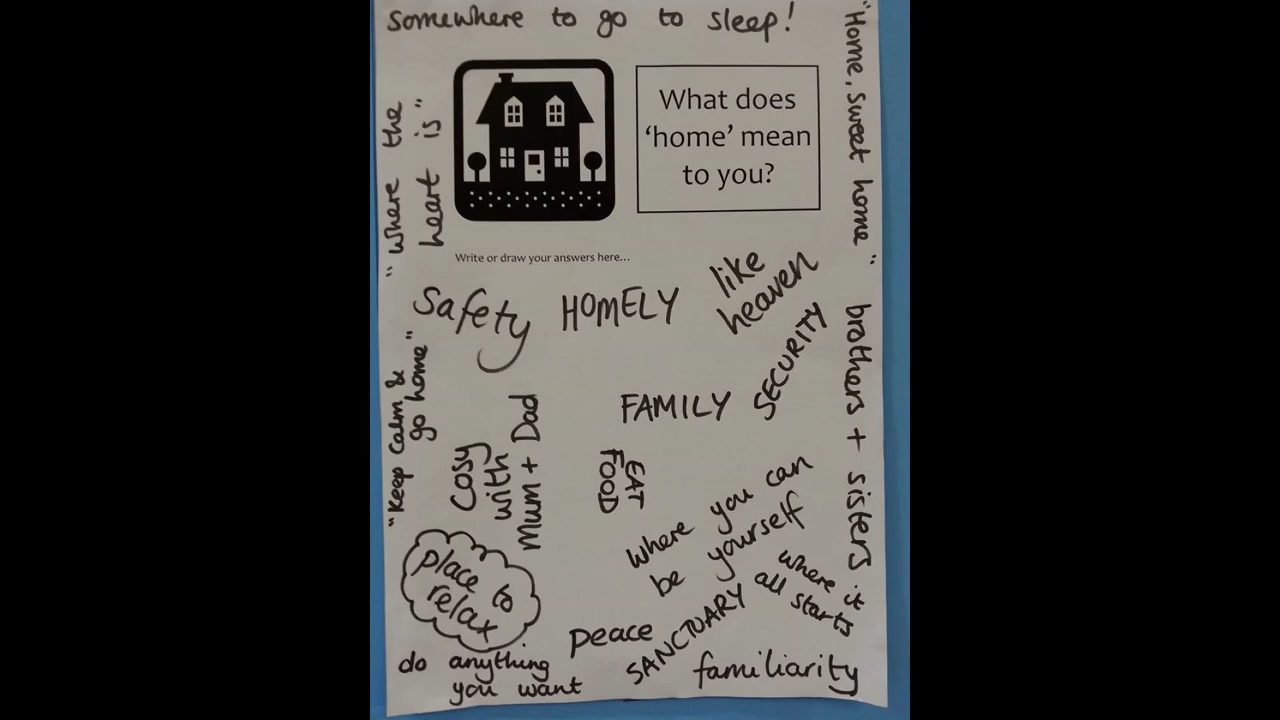 somewhere to go to sleep!
"where the
heart is"
What does
'home' mean
to you?
"Home, sweet home"
Write or draw your answers here...
Safety
HOMELY
like
heaven
SECURITY
"Keep Calm &
go home"
Cosy
with
Mum + Dad
FAMILY
EAT
FOOD
brothers + sisters
where you can
be yourself
where it
all starts
place to
relax
peace
SANCTUARY
familiarity
do anything
you want